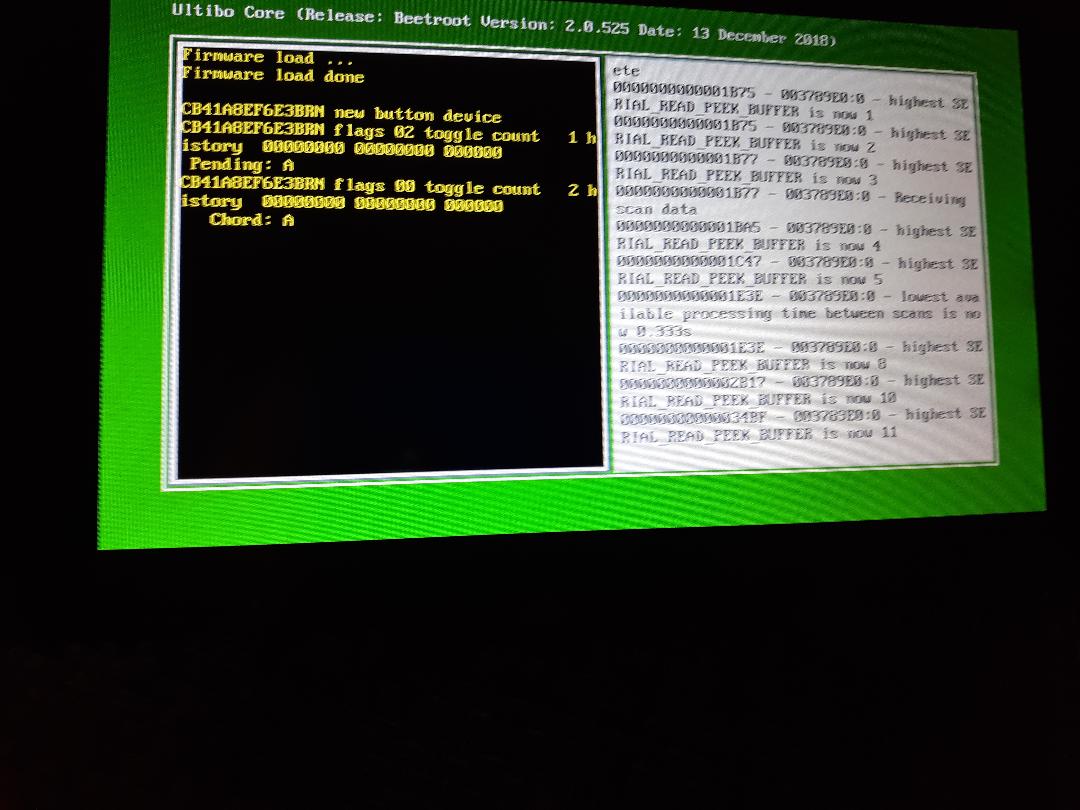 Ultibo Core (Release: Beetroot Version: 2.0.525 Date: 13 December 2018)
Firmware load ...
Firmware load done
CB41A8EF6E3BRN new button device
CB41A8EF6E3BRN flags 02 toggle count   1 h
istory  00000000 00000000 000000
Pending: A
CB41A8EF6E3BRN flags 00 toggle count   2 h
istory  00000000 00000000 000000
Chord: A
ete
0000000000001B75 - 003789E0:0 - highest SE
RIAL_READ_PEEK_BUFFER is now 1
0000000000001B75 - 003789E0:0 - highest SE
RIAL_READ_PEEK_BUFFER is now 2
0000000000001B77 - 003789E0:0 - highest SE
RIAL_READ_PEEK_BUFFER is now 3
0000000000001B77 - 003789E0:0 - Receiving
scan data
0000000000001BA5 - 003789E0:0 - highest SE
RIAL_READ_PEEK_BUFFER is now 4
0000000000001C47 - 003789E0:0 - highest SE
RIAL_READ_PEEK_BUFFER is now 5
0000000000001E3E - 003789E0:0 - lowest ava
ilable processing time between scans is no
w 0.333s
0000000000001E3E - 003789E0:0 - highest SE
RIAL_READ_PEEK_BUFFER is now 8
0000000000002B17 - 003789E0:0 - highest SE
RIAL_READ_PEEK_BUFFER is now 10
00000000000034BF - 003789E0:0 - highest SE
RIAL_READ_PEEK_BUFFER is now 11